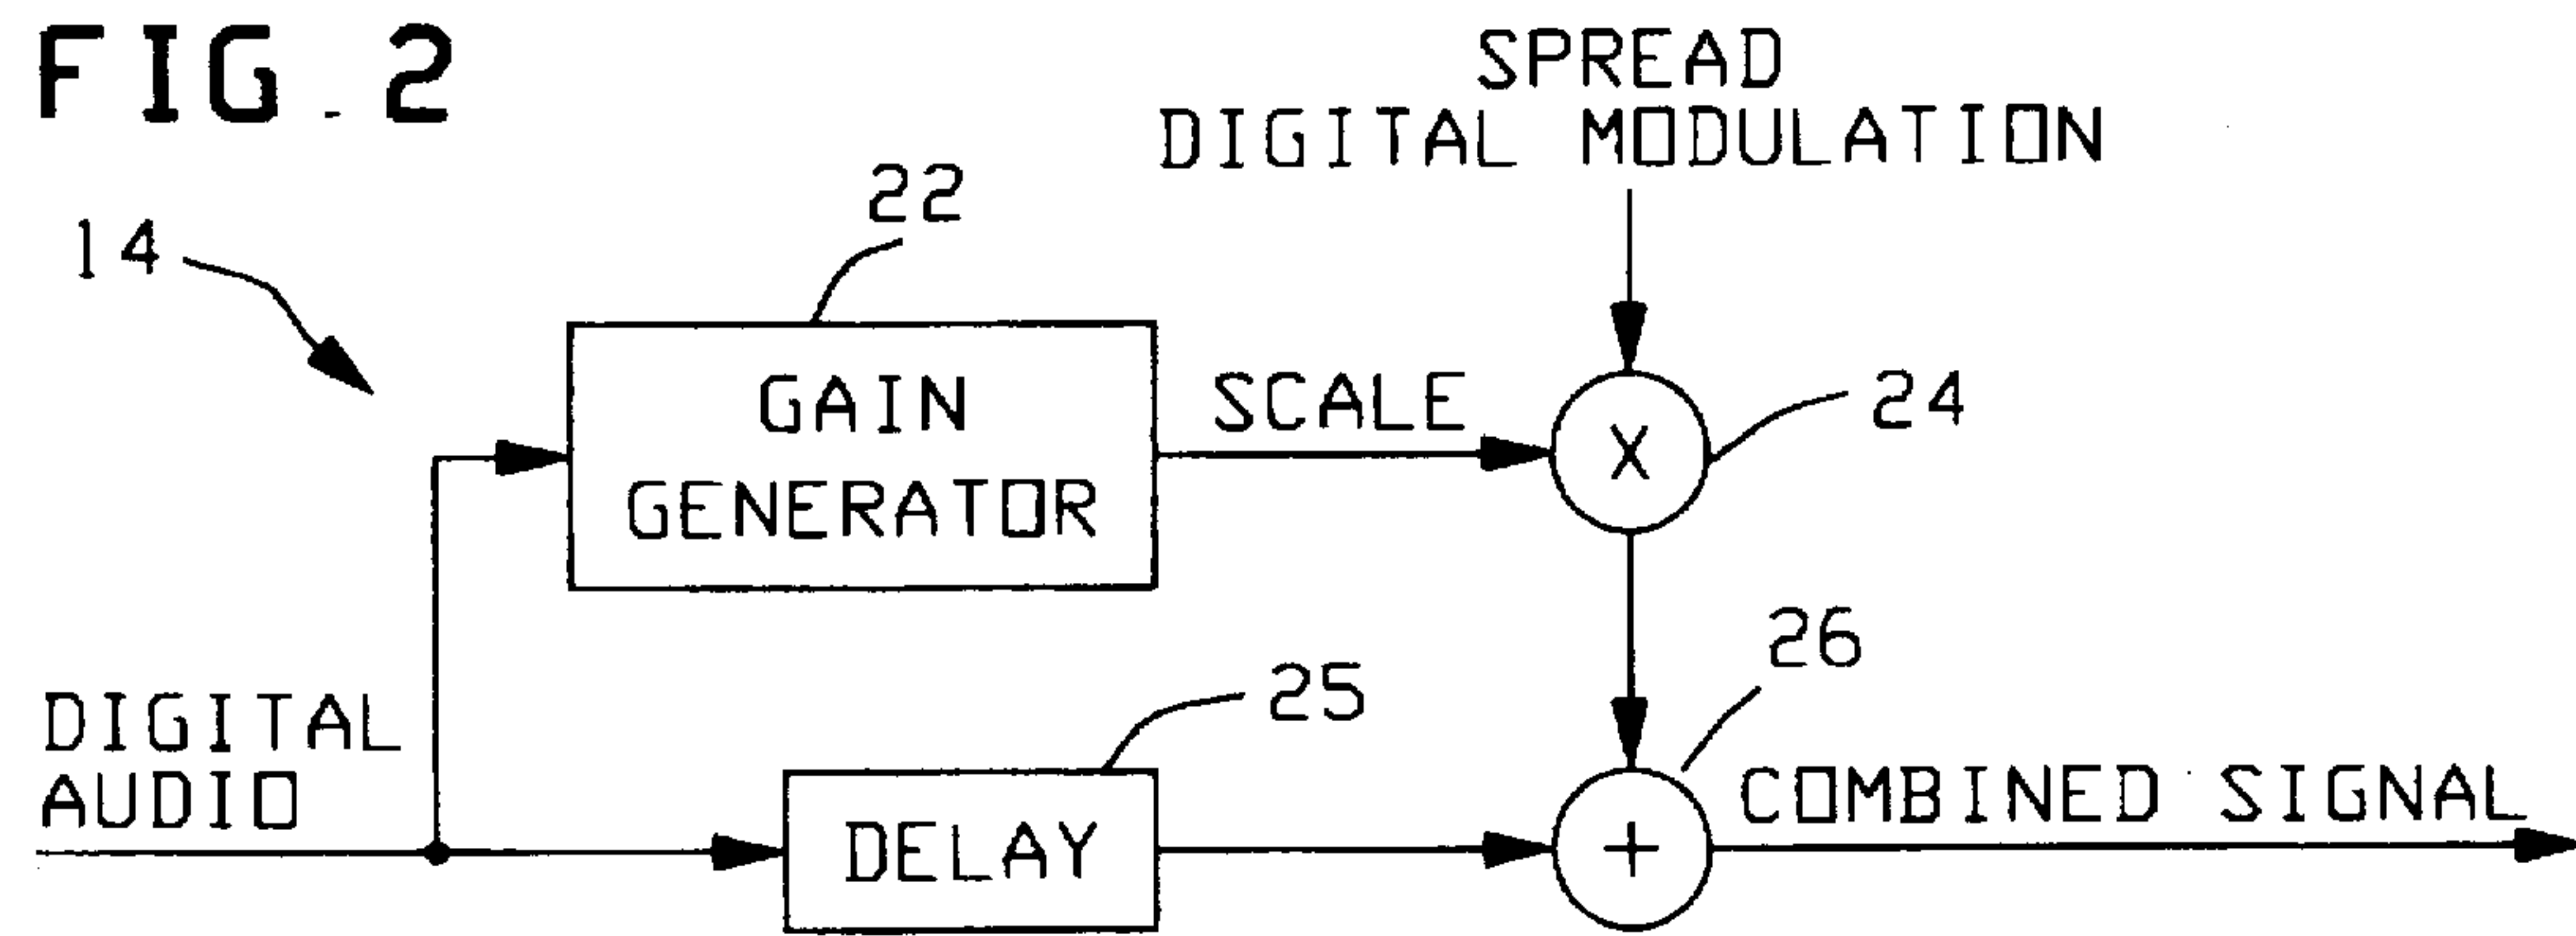 FIG. 2
SPREAD
DIGITAL MODULATION
22
14
GAIN
GENERATOR
SCALE
X
24
26
25
DIGITAL
AUDIO
DELAY
+
COMBINED SIGNAL